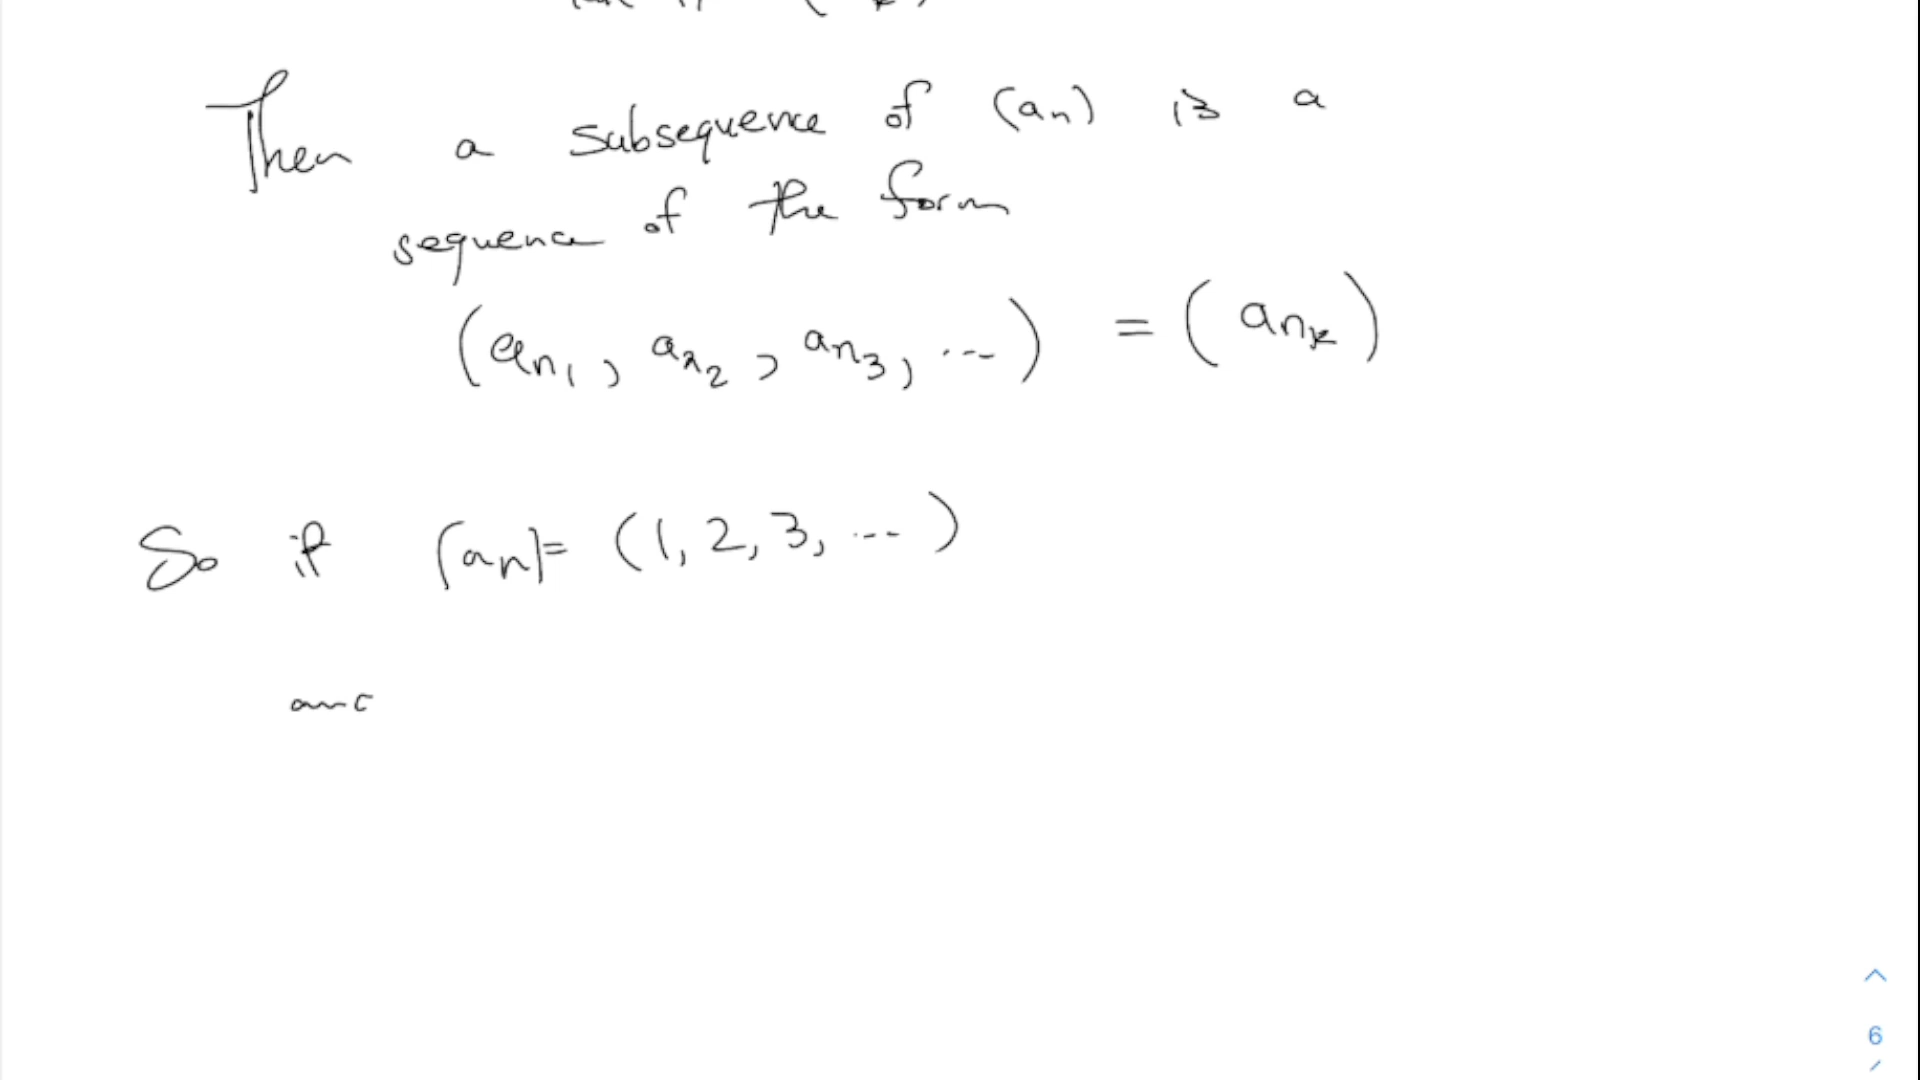 Then a subsequence of (an) is a
sequence of the form
(an1, an2, an3, ...) = (ank)
So if (an) = (1, 2, 3, ...)
6